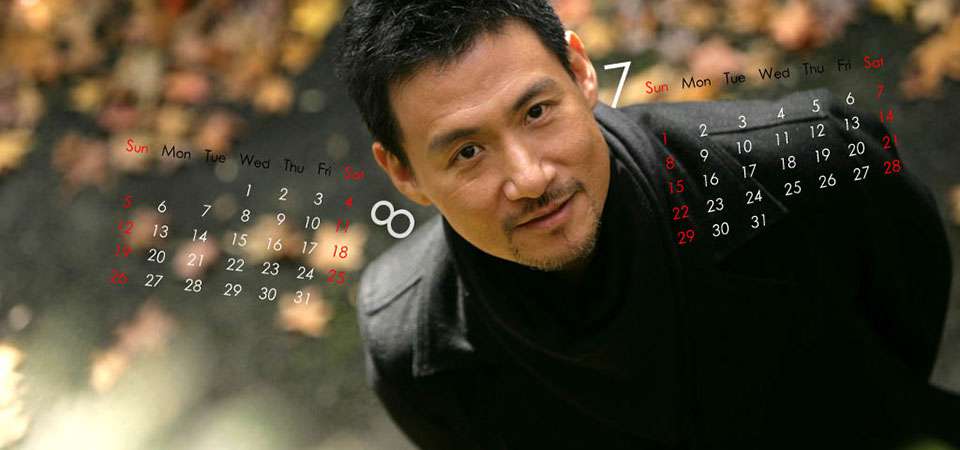 8
Sun Mon Tue Wed Thu Fri Sat
1 2 3 4
5 6 7 8 9 10 11
12 13 14 15 16 17 18
19 20 21 22 23 24 25
26 27 28 29 30 31
7
Sun Mon Tue Wed Thu Fri Sat
1 2 3 4 5 6 7
8 9 10 11 12 13 14
15 16 17 18 19 20 21
22 23 24 25 26 27 28
29 30 31